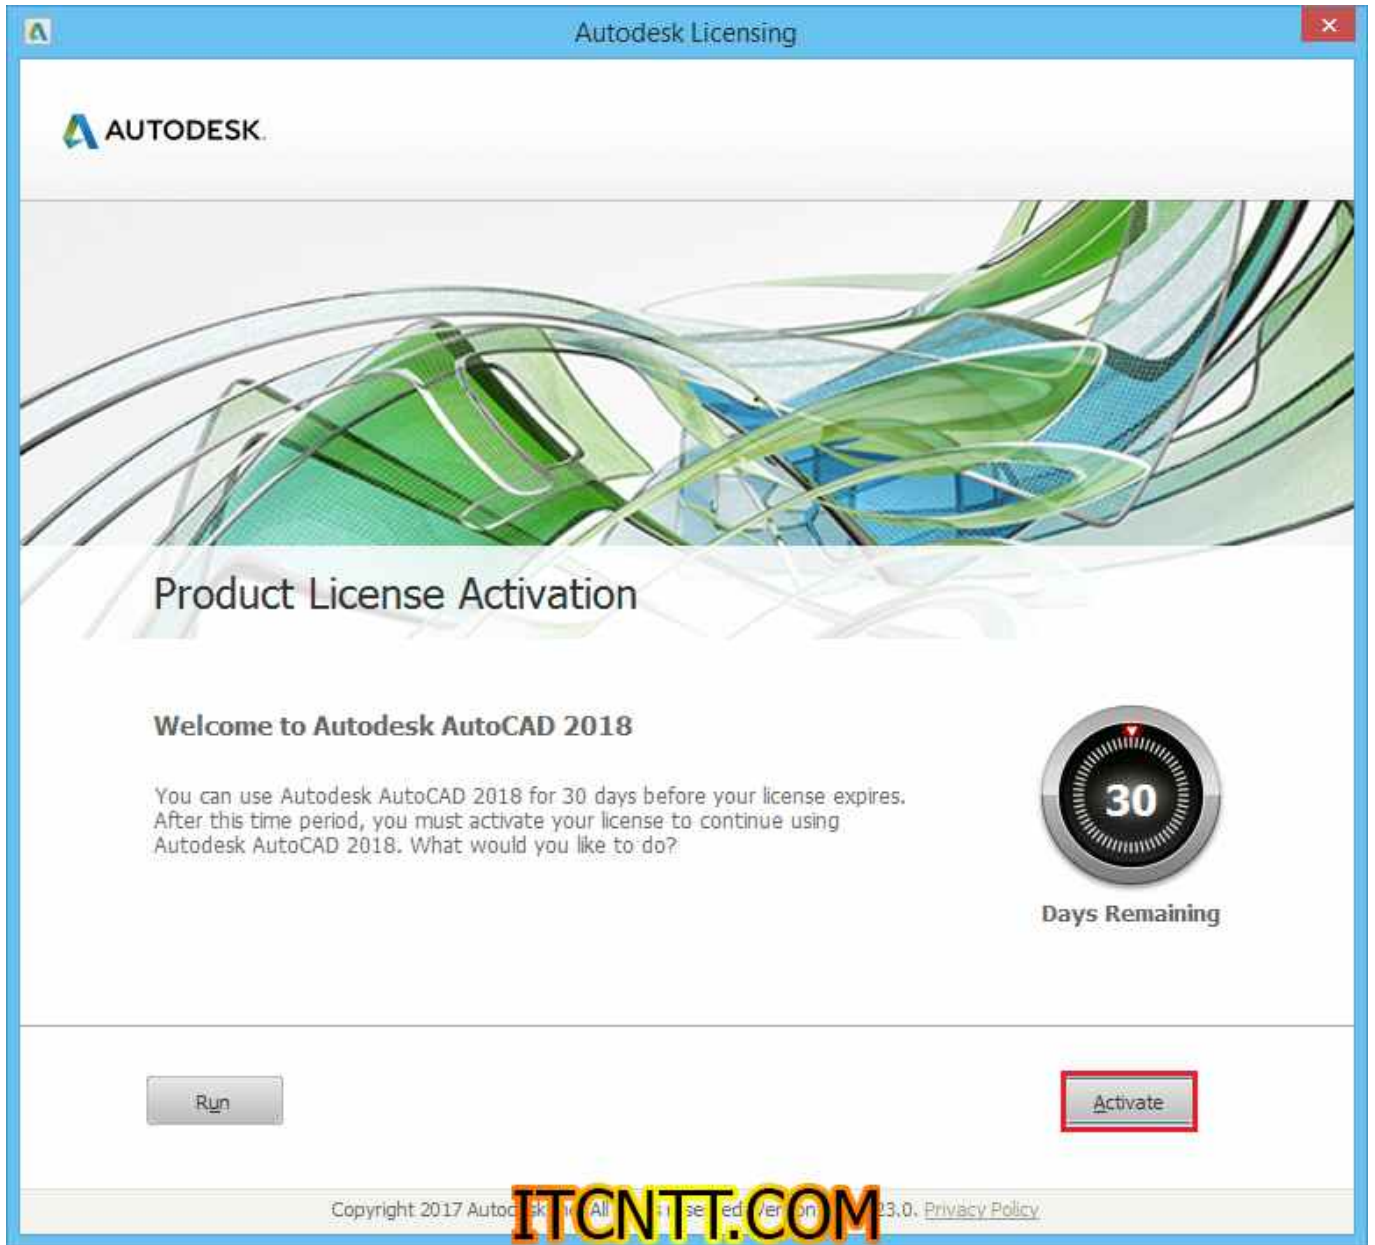 Autodesk Licensing
AUTODESK.
Product License Activation
Welcome to Autodesk AutoCAD 2018
You can use Autodesk AutoCAD 2018 for 30 days before your license expires.
After this time period, you must activate your license to continue using
Autodesk AutoCAD 2018. What would you like to do?
30
Days Remaining
Run
Activate
Copyright 2017 23.0. Privacy Policy
ITCNTT.COM